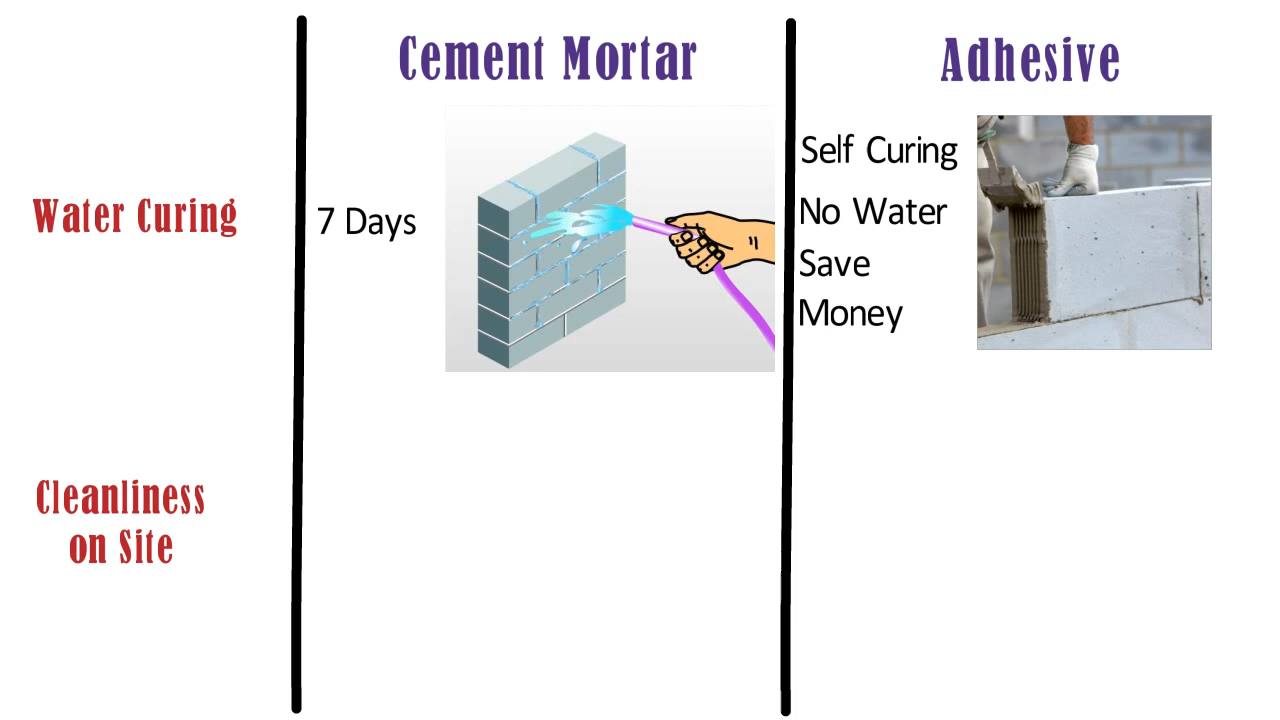 Cement Mortar
Adhesive
Water Curing
7 Days
Self Curing
No Water
Save
Money
Cleanliness
on Site